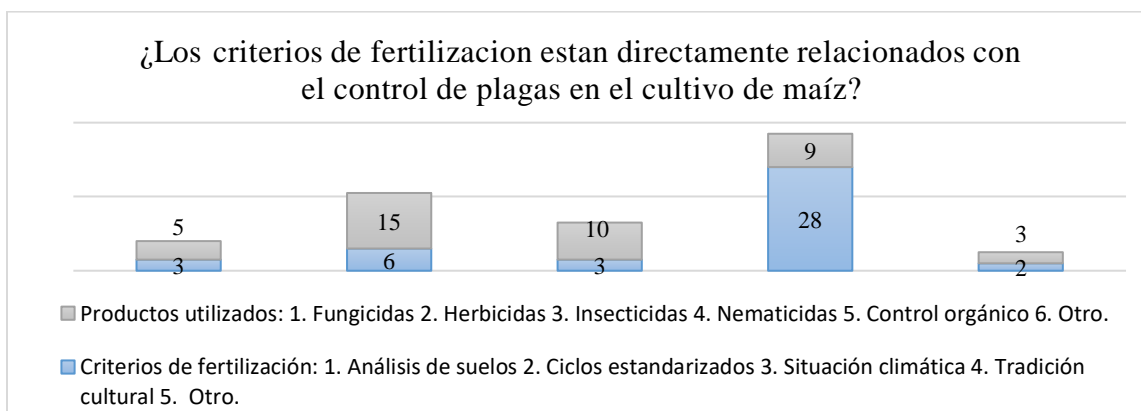 ¿Los criterios de fertilizacion estan directamente relacionados con
el control de plagas en el cultivo de maíz?
5 15 10 9 3
3 6 3 28 2
Productos utilizados: 1. Fungicidas 2. Herbicidas 3. Insecticidas 4. Nematicidas 5. Control orgánico 6. Otro.
Criterios de fertilización: 1. Análisis de suelos 2. Ciclos estandarizados 3. Situación climática 4. Tradición
cultural 5. Otro.